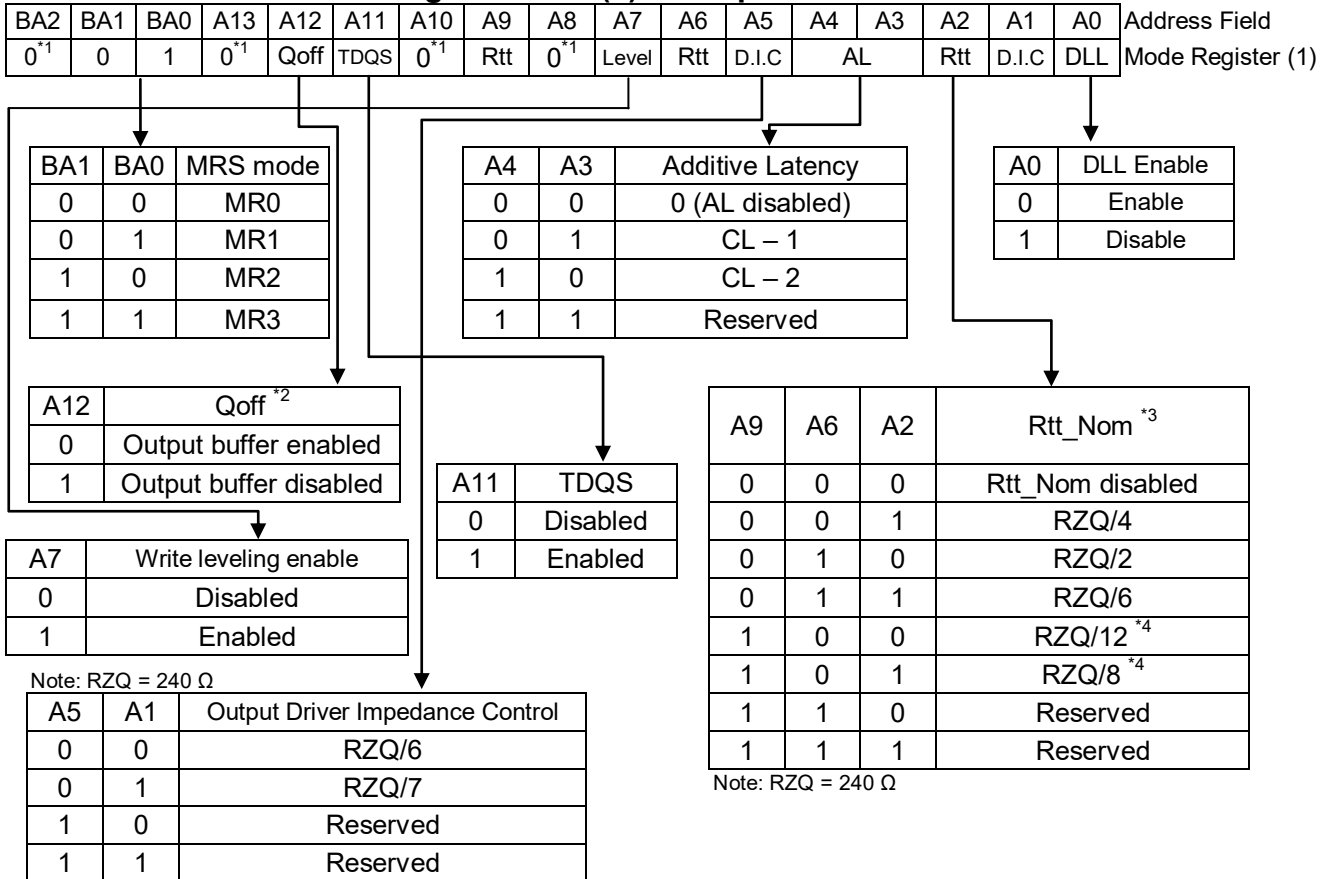 BA2 BA1 BA0 A13 A12 A11 A10 A9 A8 A7 A6 A5 A4 A3 A2 A1 A0 Address Field
0*1 0 1 0*1 Qoff TDQS 0*1 Rtt 0*1 Level Rtt D.I.C AL Rtt D.I.C DLL Mode Register (1)
BA1 BA0 MRS mode
0 0 MR0
0 1 MR1
1 0 MR2
1 1 MR3
A4 A3 Additive Latency
0 0 0 (AL disabled)
0 1 CL – 1
1 0 CL – 2
1 1 Reserved
A0 DLL Enable
0 Enable
1 Disable
A12 Qoff *2
0 Output buffer enabled
1 Output buffer disabled
A11 TDQS
0 Disabled
1 Enabled
A9 A6 A2 Rtt_Nom *3
0 0 0 Rtt_Nom disabled
0 0 1 RZQ/4
0 1 0 RZQ/2
0 1 1 RZQ/6
1 0 0 RZQ/12 *4
1 0 1 RZQ/8 *4
1 1 0 Reserved
1 1 1 Reserved
Note: RZQ = 240 Ω
A7 Write leveling enable
0 Disabled
1 Enabled
Note: RZQ = 240 Ω
A5 A1 Output Driver Impedance Control
0 0 RZQ/6
0 1 RZQ/7
1 0 Reserved
1 1 Reserved